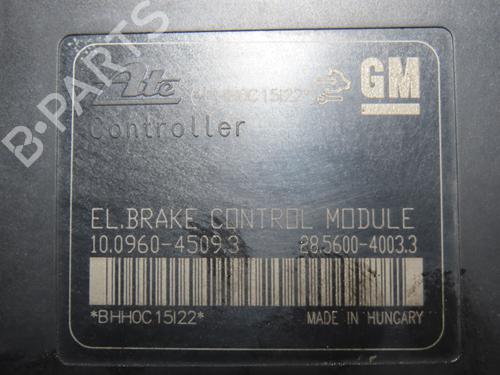 Ate *BHH0C15I22* GM
Controller
EL.BRAKE CONTROL MODULE
10.0960-4509.3 28.5600-4003.3
*BHH0C15I22* MADE IN HUNGARY
B-PARTS